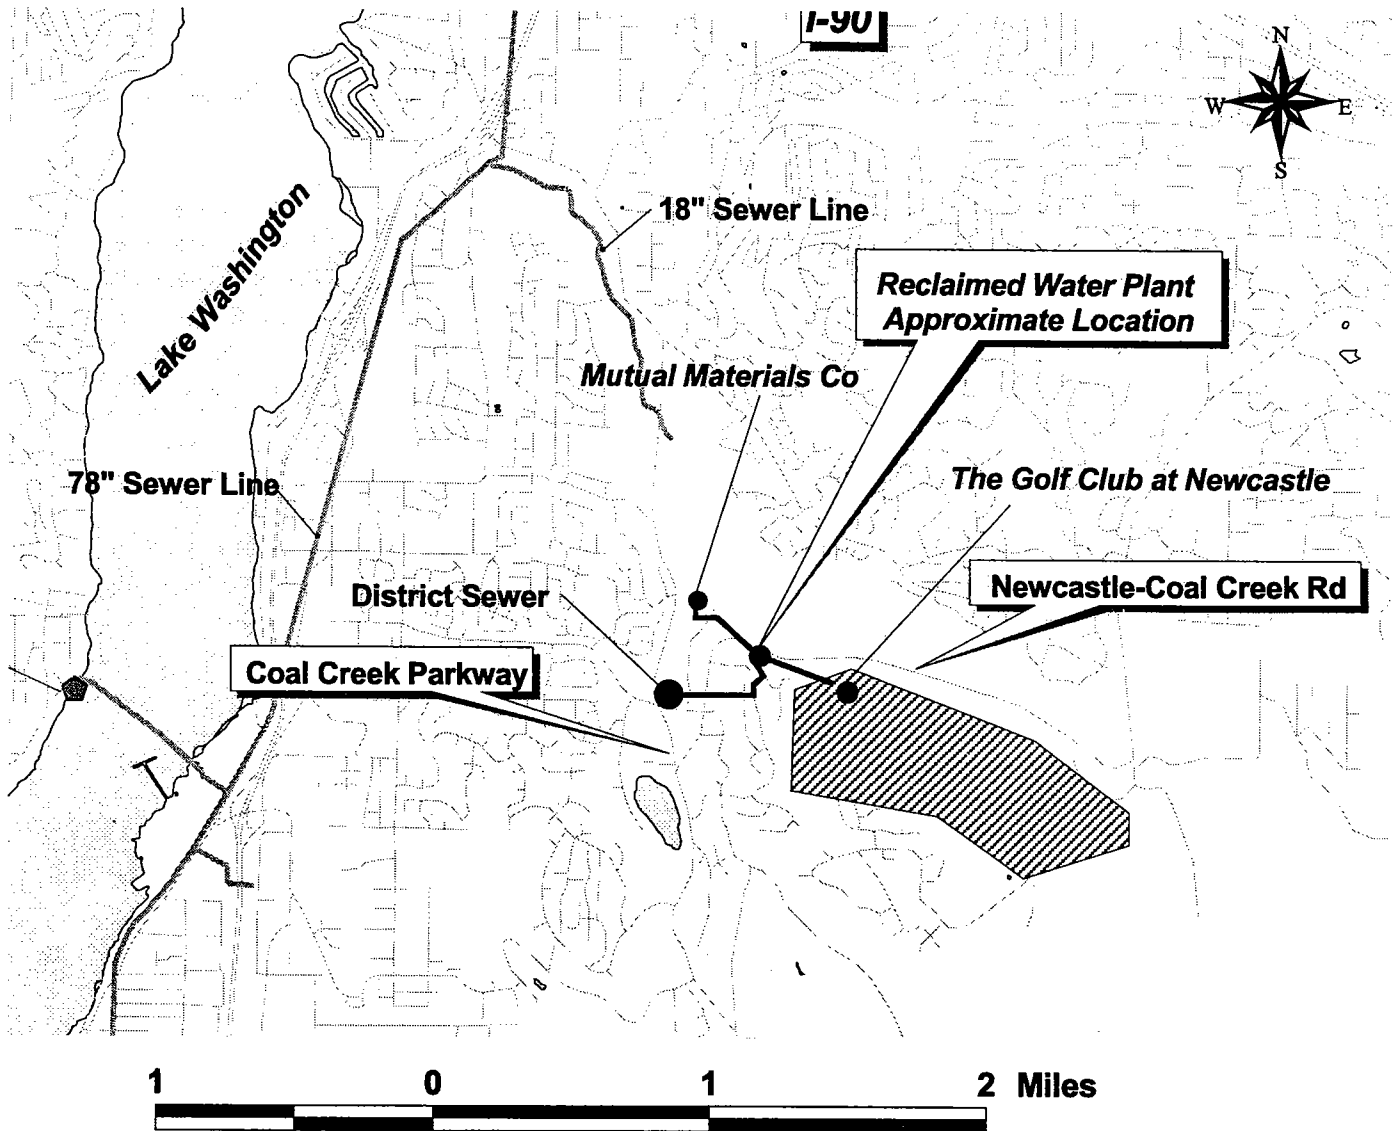 I-90
N
W E
S
18" Sewer Line
Lake Washington
Reclaimed Water Plant
Approximate Location
Mutual Materials Co
78" Sewer Line
The Golf Club at Newcastle
Newcastle-Coal Creek Rd
District Sewer
Coal Creek Parkway
1 0 1 2 Miles